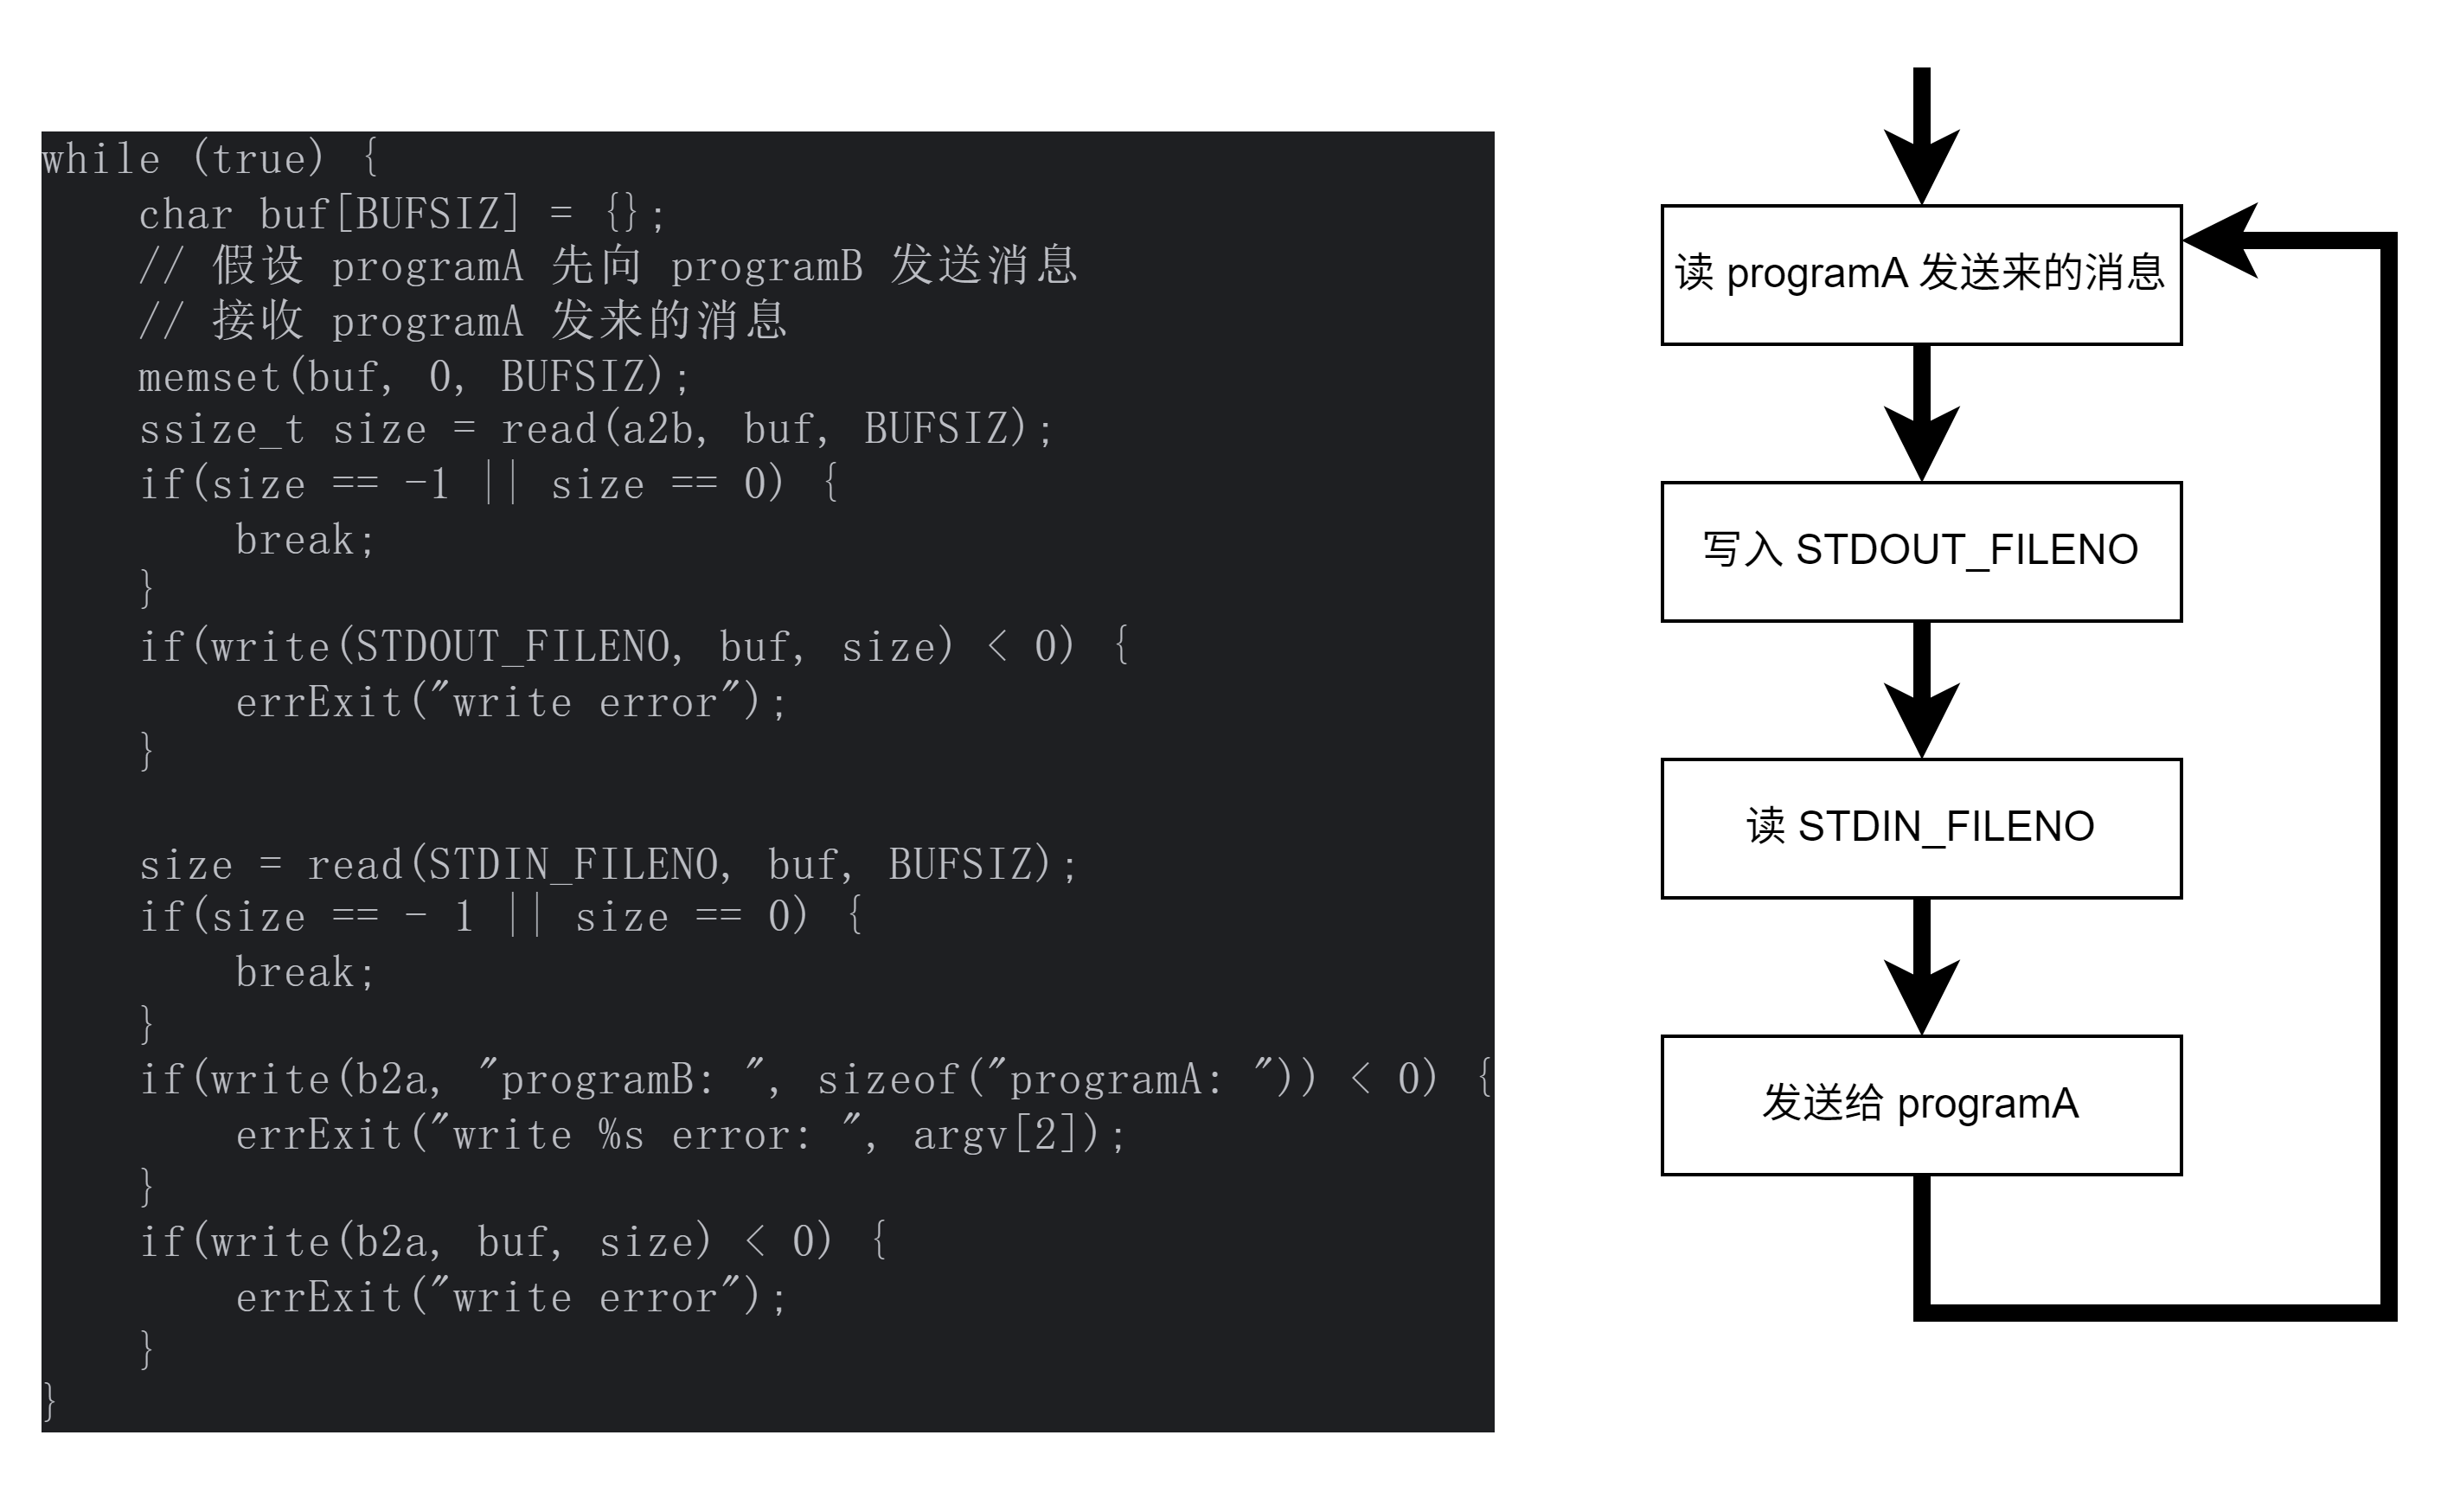 while (true) {
    char buf[BUFSIZ] = {};
    // 假设 programA 先向 programB 发送消息
    // 接收 programA 发来的消息
    memset(buf, 0, BUFSIZ);
    ssize_t size = read(a2b, buf, BUFSIZ);
    if(size == -1 || size == 0) {
        break;
    }
    if(write(STDOUT_FILENO, buf, size) < 0) {
        errExit("write error");
    }

    size = read(STDIN_FILENO, buf, BUFSIZ);
    if(size == - 1 || size == 0) {
        break;
    }
    if(write(b2a, "programB: ", sizeof("programA: ")) < 0) {
        errExit("write %s error: ", argv[2]);
    }
    if(write(b2a, buf, size) < 0) {
        errExit("write error");
    }
}
读 programA 发送来的消息
写入 STDOUT_FILENO
读 STDIN_FILENO
发送给 programA